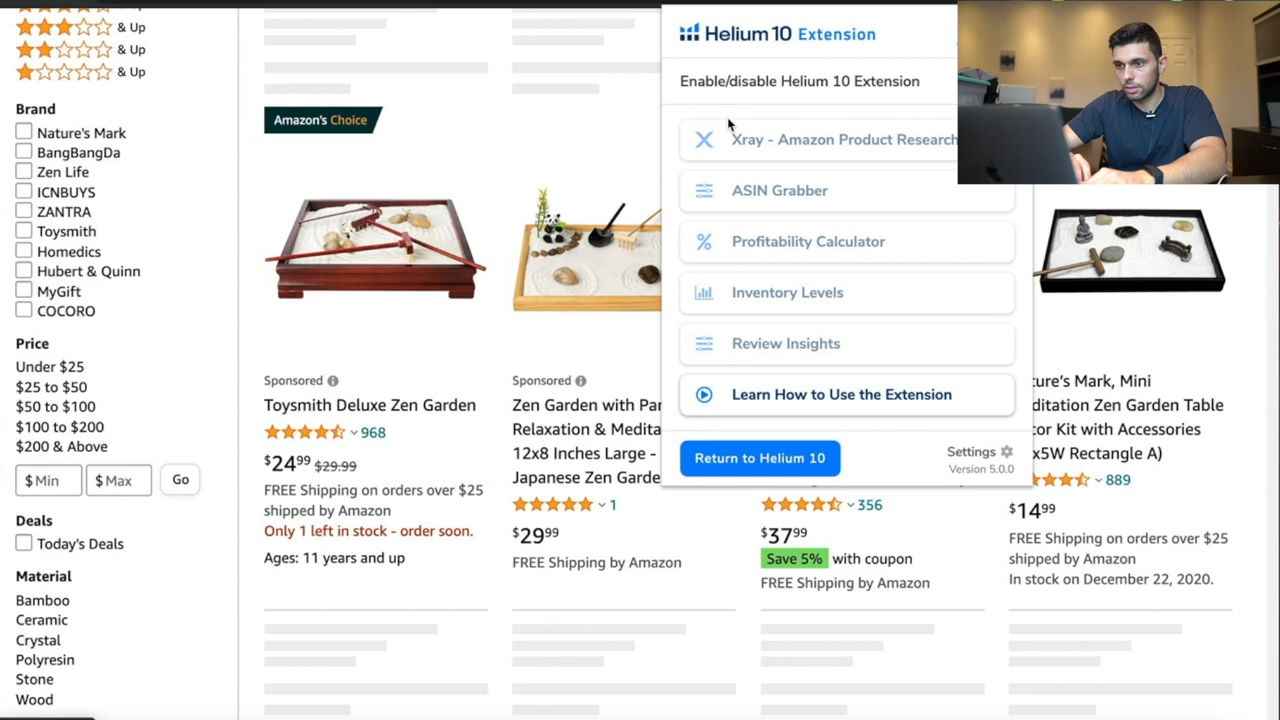 & Up
& Up
& Up
Brand
Nature's Mark
BangBangDa
Zen Life
ICNBUYS
ZANTRA
Toysmith
Homedics
Hubert & Quinn
MyGift
COCORO
Price
Under $25
$25 to $50
$50 to $100
$100 to $200
$200 & Above
$ Min
$ Max
Go
Deals
Today's Deals
Material
Bamboo
Ceramic
Crystal
Polyresin
Stone
Wood
Amazon's Choice
Sponsored
Toysmith Deluxe Zen Garden
968
$24.99 $29.99
FREE Shipping on orders over $25
shipped by Amazon
Only 1 left in stock - order soon.
Ages: 11 years and up
Sponsored
Zen Garden with Pan
Relaxation & Medita
12x8 Inches Large -
Japanese Zen Garde
1
$29.99
FREE Shipping by Amazon
Helium 10 Extension
Enable/disable Helium 10 Extension
Xray - Amazon Product Research
ASIN Grabber
Profitability Calculator
Inventory Levels
Review Insights
Learn How to Use the Extension
Return to Helium 10
Settings
Version 5.0.0
356
$37.99
Save 5% with coupon
FREE Shipping by Amazon
ure's Mark, Mini
ditation Zen Garden Table
or Kit with Accessories
x5W Rectangle A)
889
$14.99
FREE Shipping on orders over $25
shipped by Amazon
In stock on December 22, 2020.